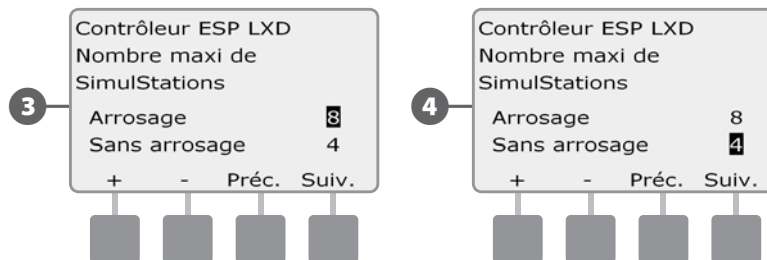 3
Contrôleur ESP LXD
Nombre maxi de
SimulStations
Arrosage 8
Sans arrosage 4
+ - Préc. Suiv.
4
Contrôleur ESP LXD
Nombre maxi de
SimulStations
Arrosage 8
Sans arrosage 4
+ - Préc. Suiv.